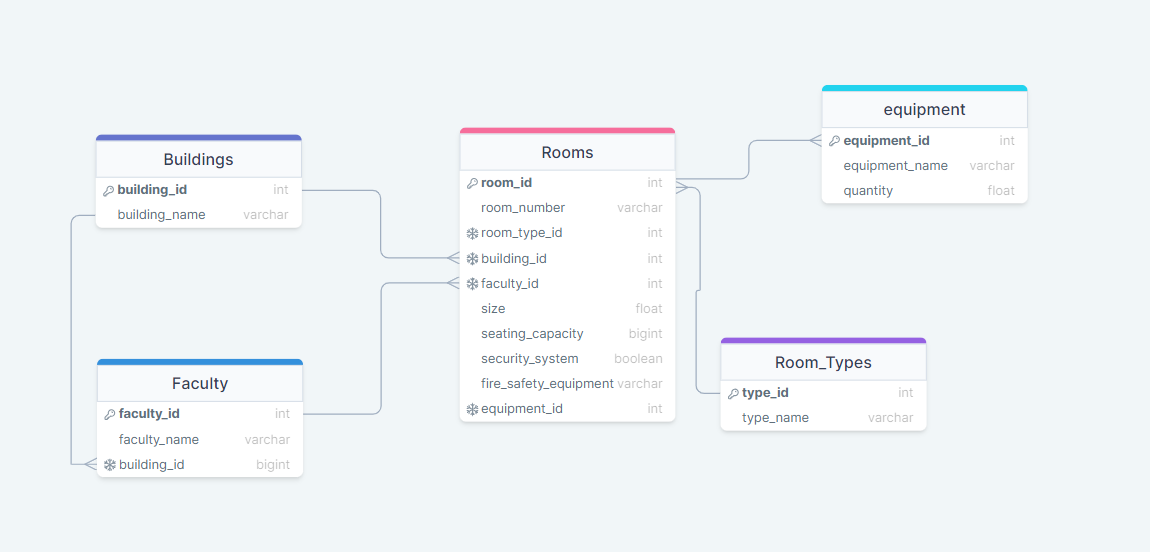 Buildings
building_id int
building_name varchar
Faculty
faculty_id int
faculty_name varchar
building_id bigint
Rooms
room_id int
room_number varchar
room_type_id int
building_id int
faculty_id int
size float
seating_capacity bigint
security_system boolean
fire_safety_equipment varchar
equipment_id int
equipment
equipment_id int
equipment_name varchar
quantity float
Room_Types
type_id int
type_name varchar